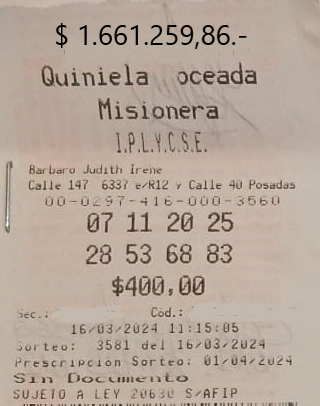 $ 1.661.259,86.-
Quiniela oceada
Misionera
I.P.L.Y.C.S.E.
Barbaro Judith Irene
Calle 147 6337 e/R12 y Calle 40 Posadas
00-0297-416-000-3560
07 11 20 25
28 53 68 83
$400,00
Sec.: Cod.:
16/03/2024 11:15:05
Sorteo: 3581 del 16/03/2024
Prescripcion Sorteo: 01/04/2024
Sin Documento
SUJETO A LEY 20630 S/AFIP